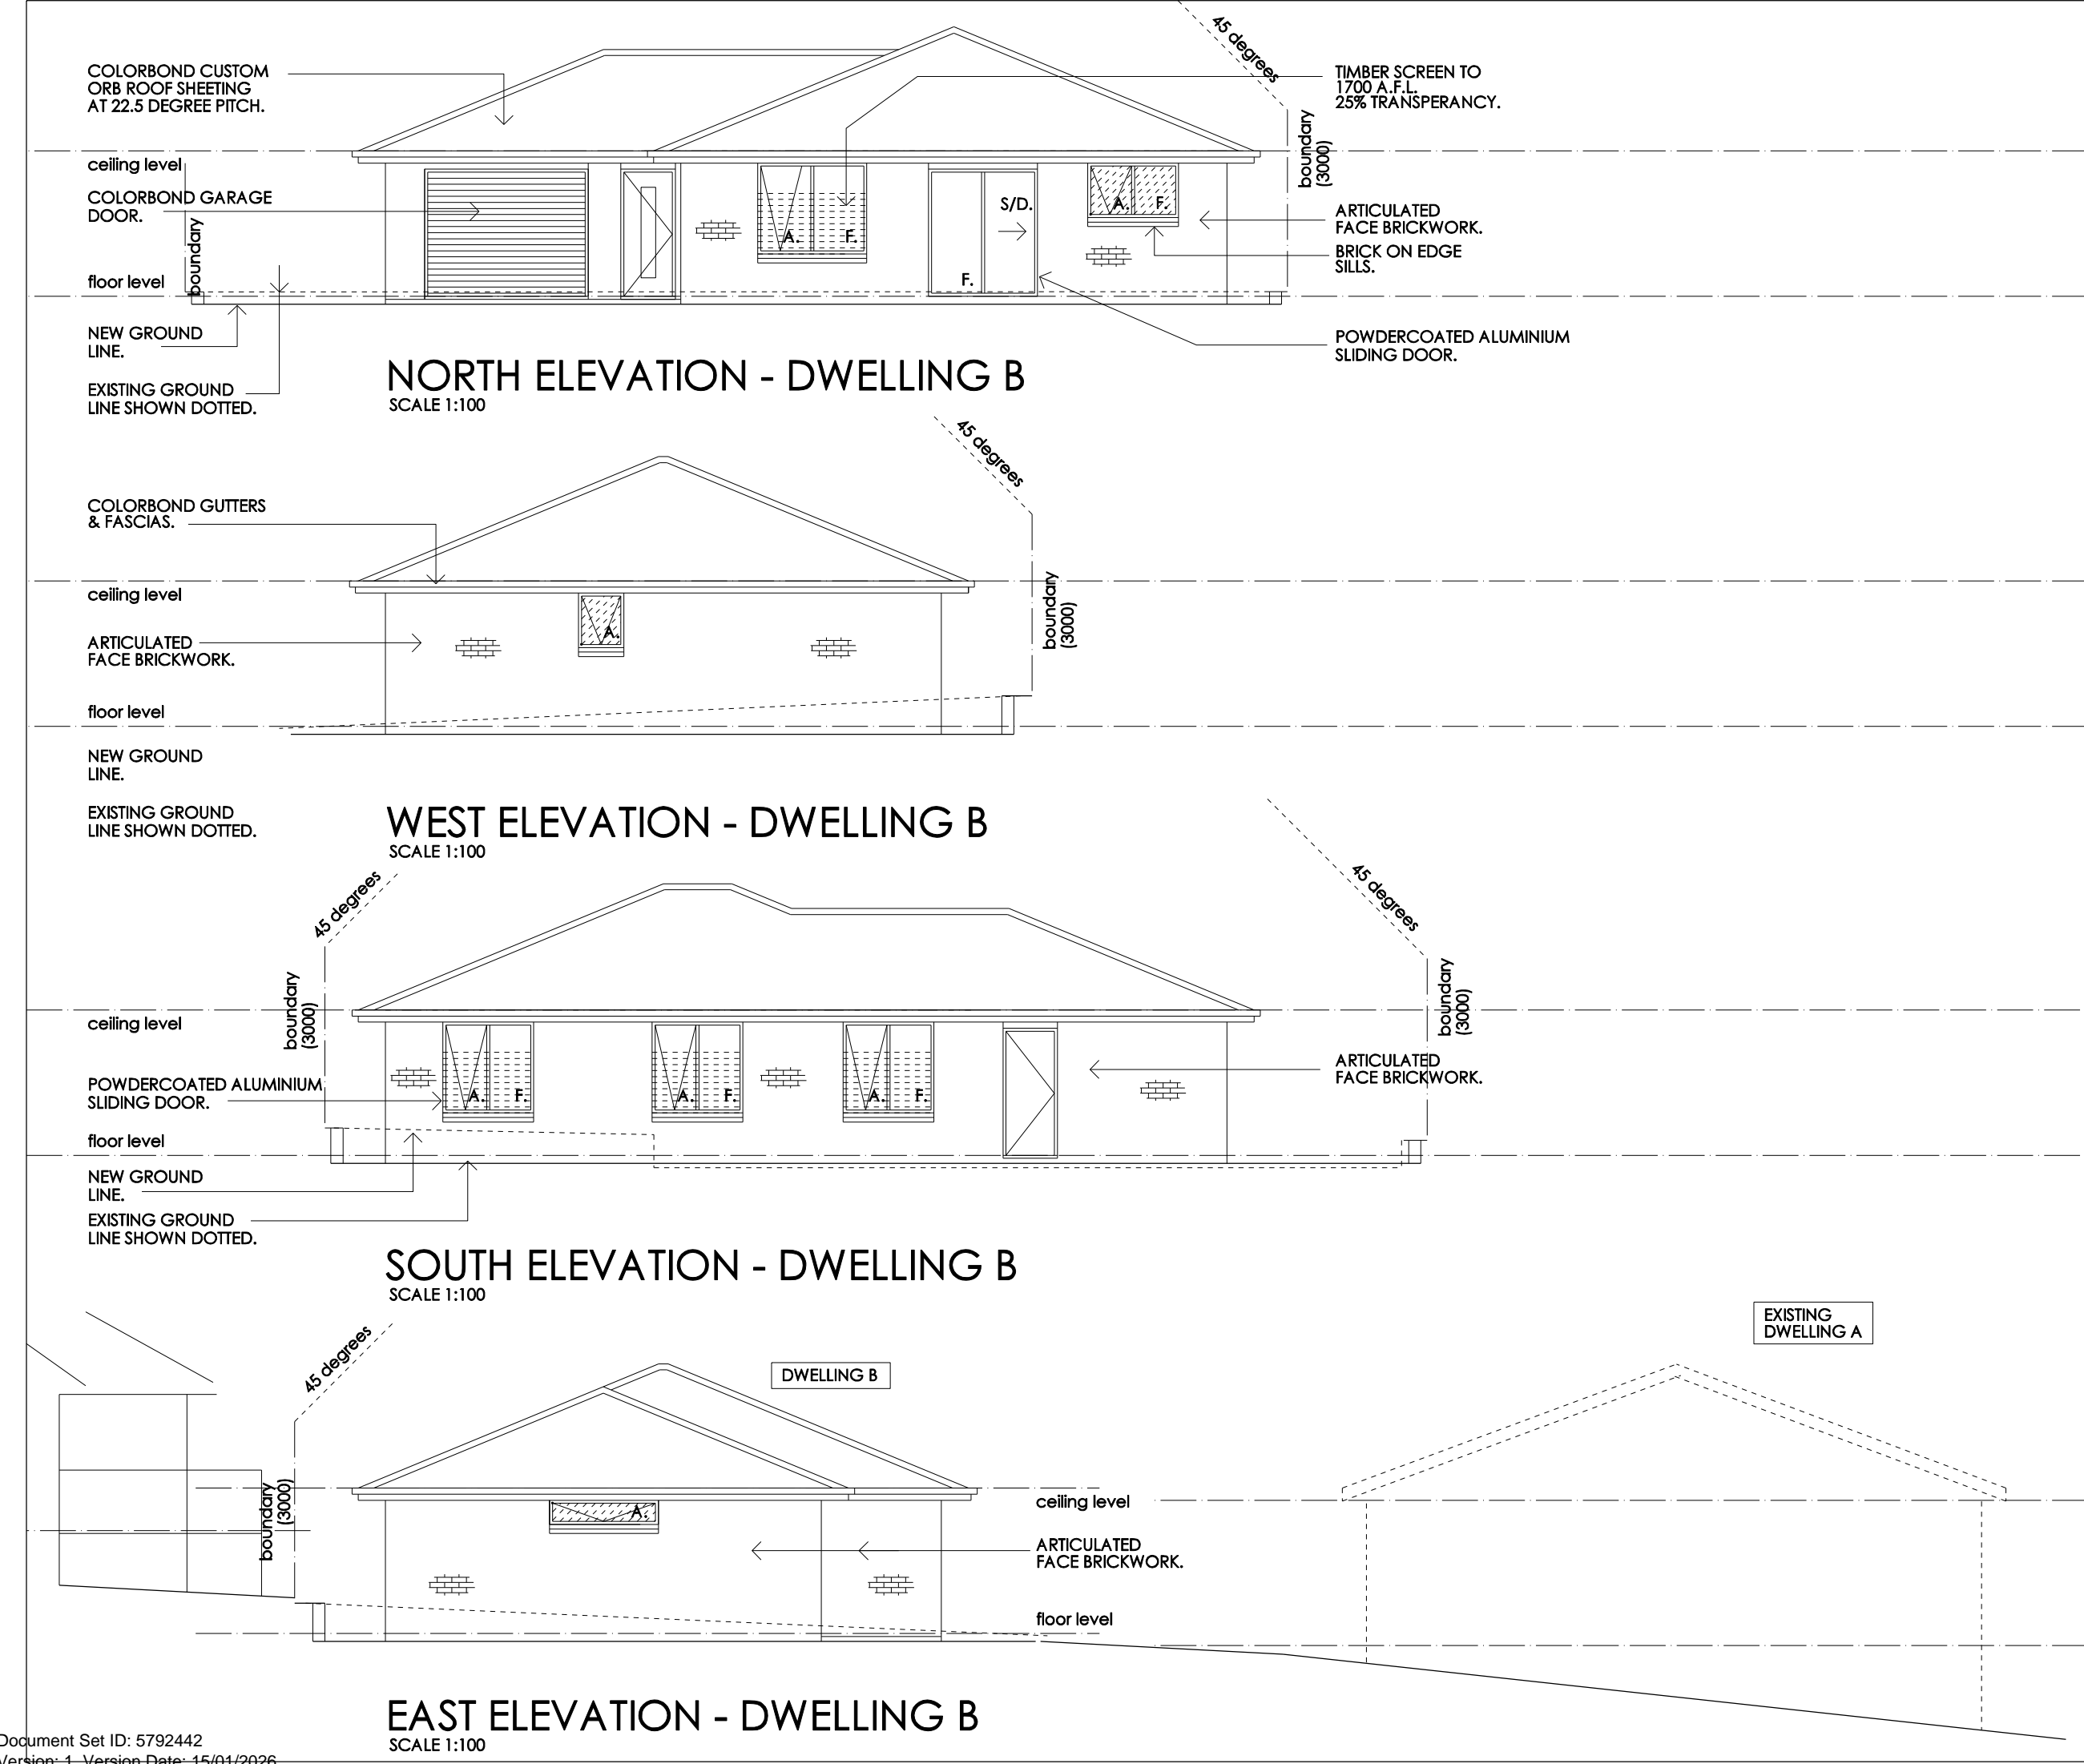 45 degrees
COLORBOND CUSTOM
ORB ROOF SHEETING
AT 22.5 DEGREE PITCH.
TIMBER SCREEN TO
1700 A.F.L.
25% TRANSPERANCY.
boundary
(3000)
ceiling level
COLORBOND GARAGE
DOOR.
boundary
A.
F.
S/D.
F.
A.
F.
ARTICULATED
FACE BRICKWORK.
BRICK ON EDGE
SILLS.
floor level
NEW GROUND
LINE.
POWDERCOATED ALUMINIUM
SLIDING DOOR.
EXISTING GROUND
LINE SHOWN DOTTED.
NORTH ELEVATION - DWELLING B
SCALE 1:100
45 degrees
COLORBOND GUTTERS
& FASCIAS.
boundary
(3000)
ceiling level
A.
ARTICULATED
FACE BRICKWORK.
floor level
NEW GROUND
LINE.
EXISTING GROUND
LINE SHOWN DOTTED.
WEST ELEVATION - DWELLING B
SCALE 1:100
45 degrees
45 degrees
boundary
(3000)
boundary
(3000)
ceiling level
POWDERCOATED ALUMINIUM
SLIDING DOOR.
A.
F.
A.
F.
A.
F.
ARTICULATED
FACE BRICKWORK.
floor level
NEW GROUND
LINE.
EXISTING GROUND
LINE SHOWN DOTTED.
SOUTH ELEVATION - DWELLING B
SCALE 1:100
45 degrees
EXISTING
DWELLING A
DWELLING B
boundary
(3000)
A.
ceiling level
ARTICULATED
FACE BRICKWORK.
floor level
EAST ELEVATION - DWELLING B
SCALE 1:100
Document Set ID: 5792442
Version: 1, Version Date: 15/01/2026